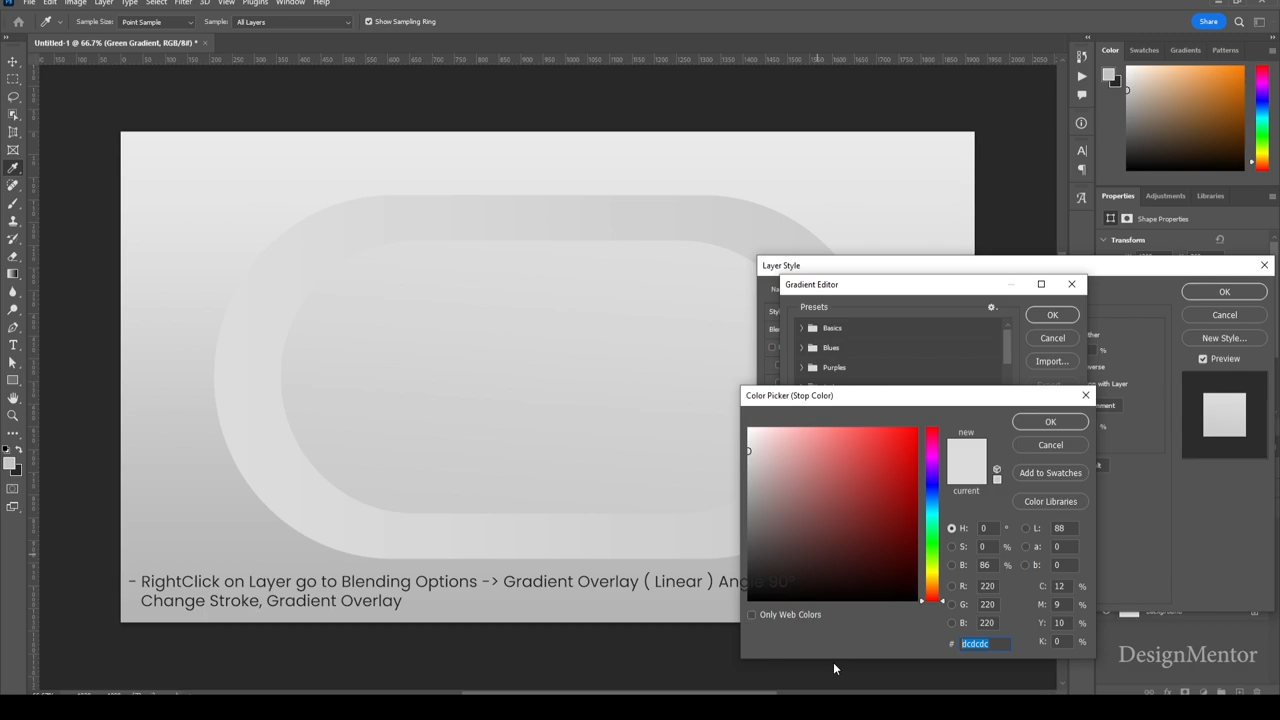 File Edit Image Layer Type Select Filter 3D View Plugins Window Help
Sample Size: Point Sample Sample: All Layers Show Sampling Ring Share
Untitled-1 @ 66.7% (Green Gradient, RGB/8#) * ×
Color Swatches Gradients Patterns
Properties Adjustments Libraries
Shape Properties
Transform
Layer Style
OK
Cancel
New Style...
Preview
Gradient Editor
Presets
Basics
Blues
Purples
OK
Cancel
Import...
%
Color Picker (Stop Color)
new
current
OK
Cancel
Add to Swatches
Color Libraries
H: 0 ° L: 88
S: 0 % a: 0
B: 86 % b: 0
R: 220 C: 12 %
G: 220 M: 9 %
B: 220 Y: 10 %
# dcdcdc K: 0 %
Only Web Colors
- RightClick on Layer go to Blending Options -> Gradient Overlay ( Linear ) Angle 90°
Change Stroke, Gradient Overlay
DesignMentor